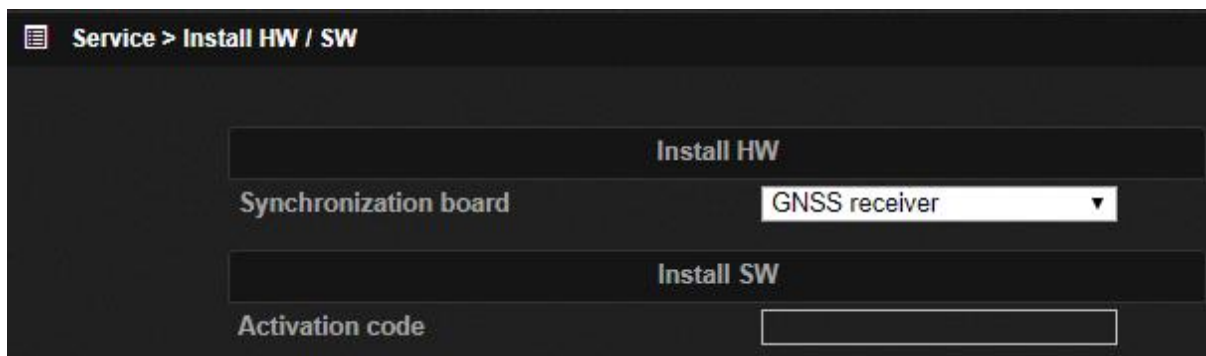 Service > Install HW / SW
Install HW
Synchronization board GNSS receiver
Install SW
Activation code